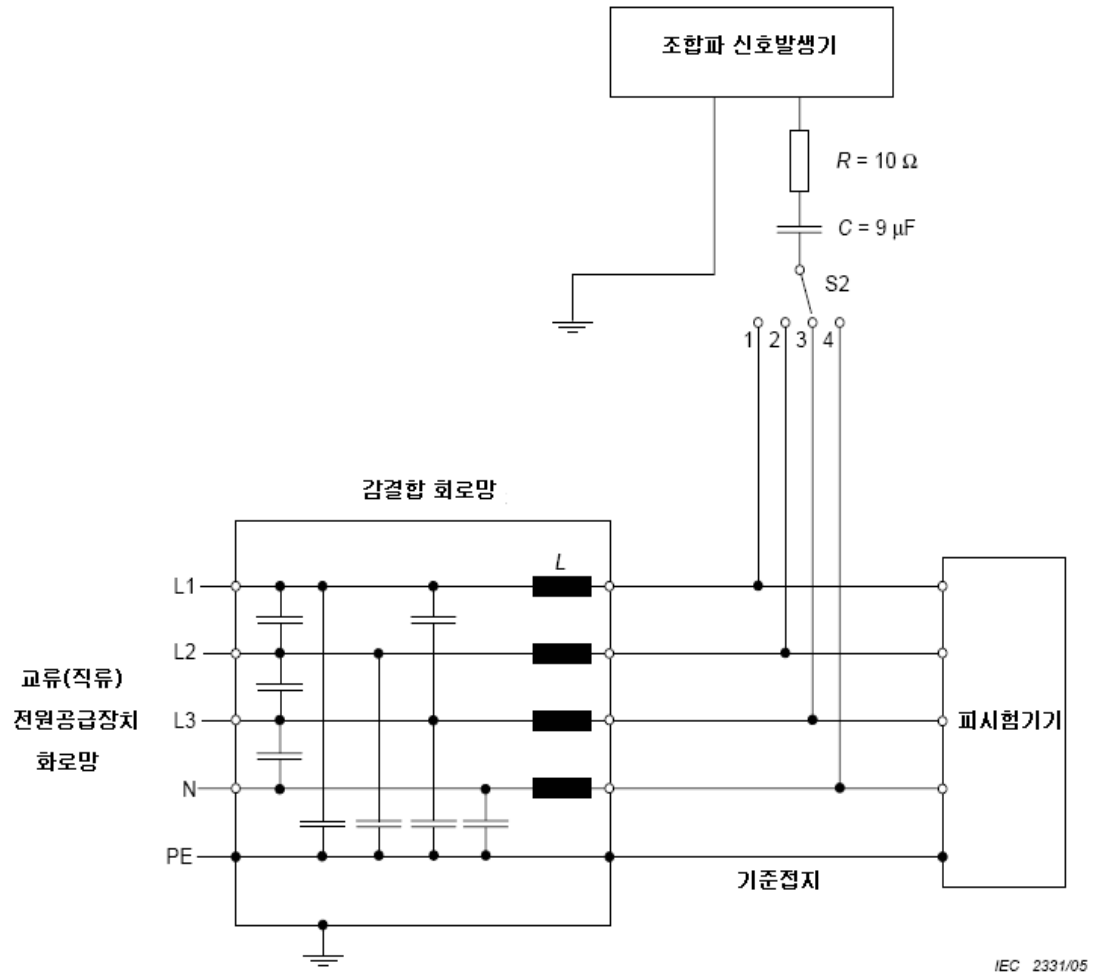 조합파 신호발생기
R = 10 Ω
C = 9 μF
S2
1 2 3 4
감결합 회로망
L
L1
L2
L3
N
PE
교류(직류)
전원공급장치
화로망
피시험기기
기준접지
IEC 2331/05